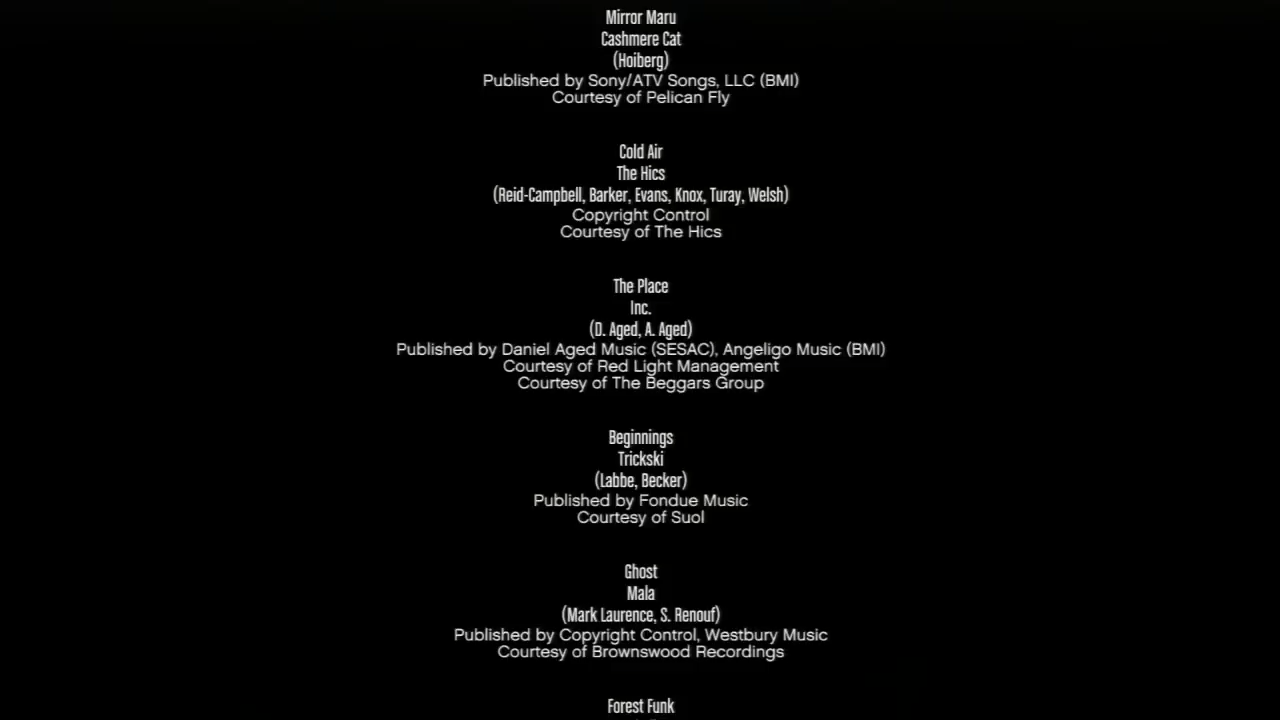 Mirror Maru
Cashmere Cat
(Hoiberg)
Published by Sony/ATV Songs, LLC (BMI)
Courtesy of Pelican Fly
Cold Air
The Hics
(Reid-Campbell, Barker, Evans, Knox, Turay, Welsh)
Copyright Control
Courtesy of The Hics
The Place
Inc.
(D. Aged, A. Aged)
Published by Daniel Aged Music (SESAC), Angeligo Music (BMI)
Courtesy of Red Light Management
Courtesy of The Beggars Group
Beginnings
Trickski
(Labbe, Becker)
Published by Fondue Music
Courtesy of Suol
Ghost
Mala
(Mark Laurence, S. Renouf)
Published by Copyright Control, Westbury Music
Courtesy of Brownswood Recordings
Forest Funk